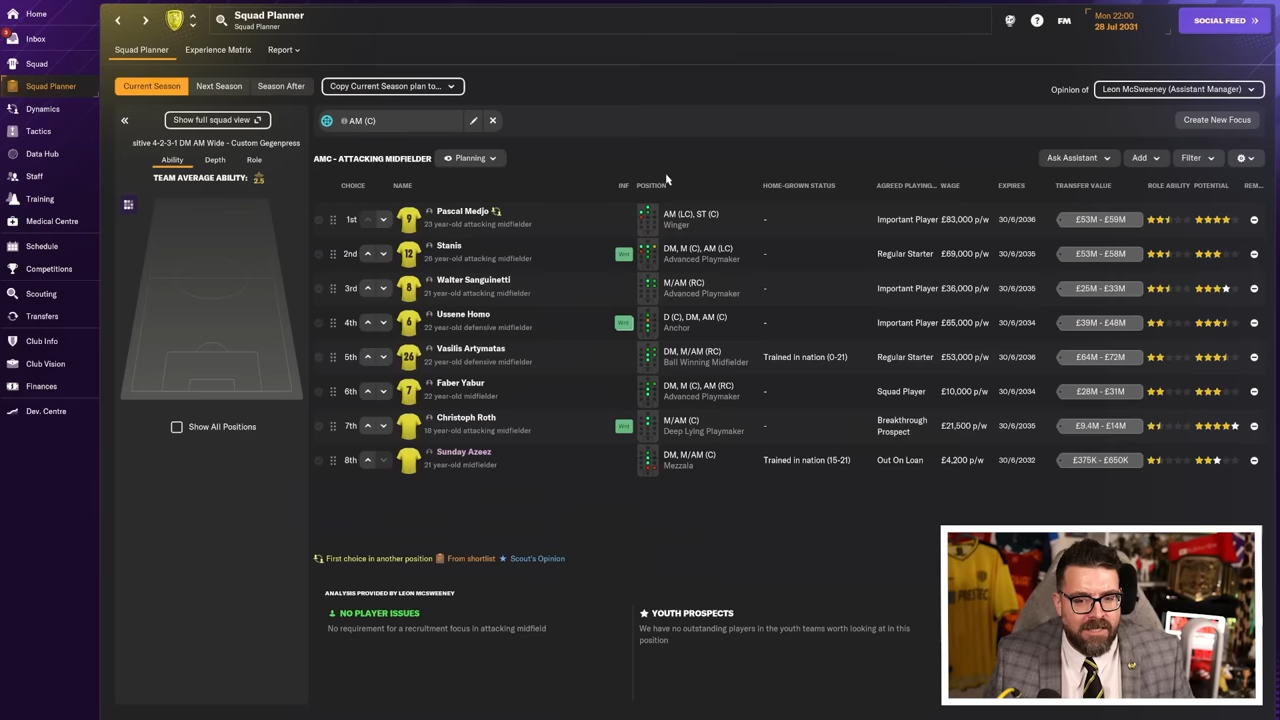 Home
3
Inbox
Squad
Squad Planner
Dynamics
Tactics
Data Hub
Staff
Training
Medical Centre
Schedule
Competitions
Scouting
Transfers
Club Info
Club Vision
Finances
Dev. Centre
Squad Planner
Squad Planner
FM
Mon 22:00
28 Jul 2031
SOCIAL FEED
Squad Planner
Experience Matrix
Report
Current Season
Next Season
Season After
Copy Current Season plan to...
Opinion of
Leon McSweeney (Assistant Manager)
Show full squad view
sitive 4-2-3-1 DM AM Wide - Custom Gegenpress
Ability
Depth
Role
TEAM AVERAGE ABILITY:
2.5
Show All Positions
AM (C)
Create New Focus
AMC - ATTACKING MIDFIELDER
Planning
Ask Assistant
Add
Filter
CHOICE NAME INF POSITION HOME-GROWN STATUS AGREED PLAYING... WAGE EXPIRES TRANSFER VALUE ROLE ABILITY POTENTIAL REM...
1st 9 Pascal Medjo AM (LC), ST (C) - Important Player £83,000 p/w 30/6/2036 £53M - £59M
23 year-old attacking midfielder Winger
2nd 12 Stanis Wnt DM, M (C), AM (LC) - Regular Starter £69,000 p/w 30/6/2035 £53M - £58M
26 year-old attacking midfielder Advanced Playmaker
3rd 8 Walter Sanguinetti M/AM (RC) - Important Player £36,000 p/w 30/6/2035 £25M - £33M
21 year-old attacking midfielder Advanced Playmaker
4th 6 Ussene Homo Wnt D (C), DM, AM (C) - Important Player £65,000 p/w 30/6/2034 £39M - £48M
22 year-old defensive midfielder Anchor
5th 26 Vasilis Artymatas DM, M/AM (RC) Trained in nation (0-21) Regular Starter £53,000 p/w 30/6/2036 £64M - £72M
22 year-old defensive midfielder Ball Winning Midfielder
6th 7 Faber Yabur DM, M (C), AM (RC) - Squad Player £10,000 p/w 30/6/2034 £28M - £31M
22 year-old midfielder Advanced Playmaker
7th Christoph Roth Wnt M/AM (C) - Breakthrough Prospect £21,500 p/w 30/6/2035 £9.4M - £14M
18 year-old attacking midfielder Deep Lying Playmaker
8th Sunday Azeez DM, M/AM (C) Trained in nation (15-21) Out On Loan £4,200 p/w 30/6/2032 £375K - £650K
21 year-old midfielder Mezzala
First choice in another position From shortlist Scout's Opinion
ANALYSIS PROVIDED BY LEON MCSWEENEY
NO PLAYER ISSUES
No requirement for a recruitment focus in attacking midfield
YOUTH PROSPECTS
We have no outstanding players in the youth teams worth looking at in this
position